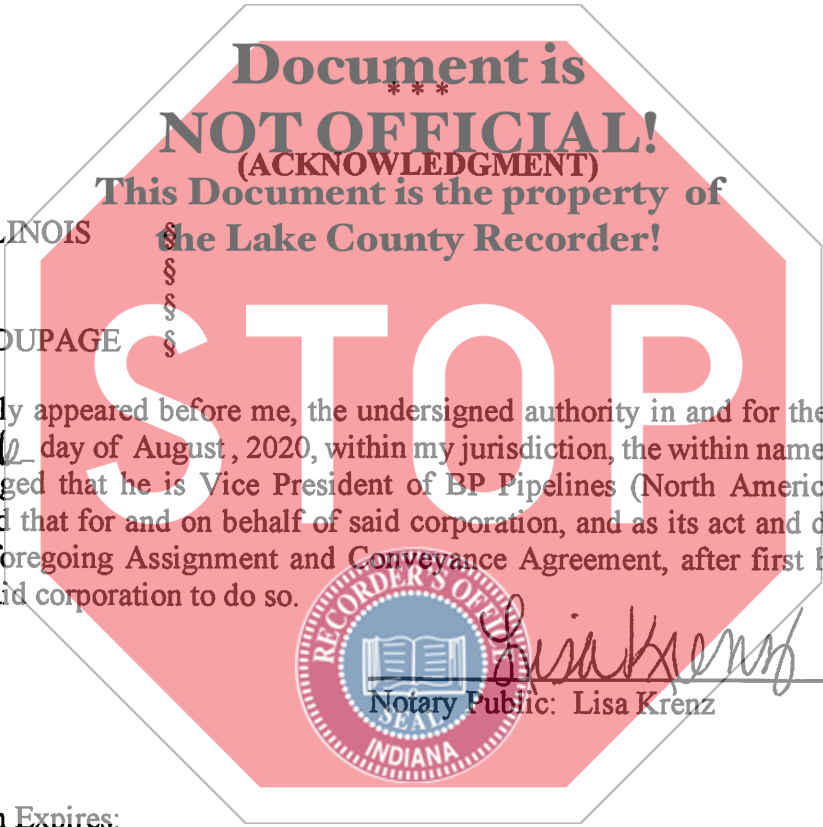 Document is
* * *
NOT OFFICIAL!
(ACKNOWLEDGMENT)
This Document is the property of
LINOIS § the Lake County Recorder!
§
§
DUPAGE §
STOP
ly appeared before me, the undersigned authority in and for the
day of August, 2020, within my jurisdiction, the within name
ged that he is Vice President of BP Pipelines (North Americ
d that for and on behalf of said corporation, and as its act and d
oregoing Assignment and Conveyance Agreement, after first h
id corporation to do so.
RECORDER'S OFFICE
Lisa Krenz
Notary Public: Lisa Krenz
SEAL
INDIANA
n Expires: